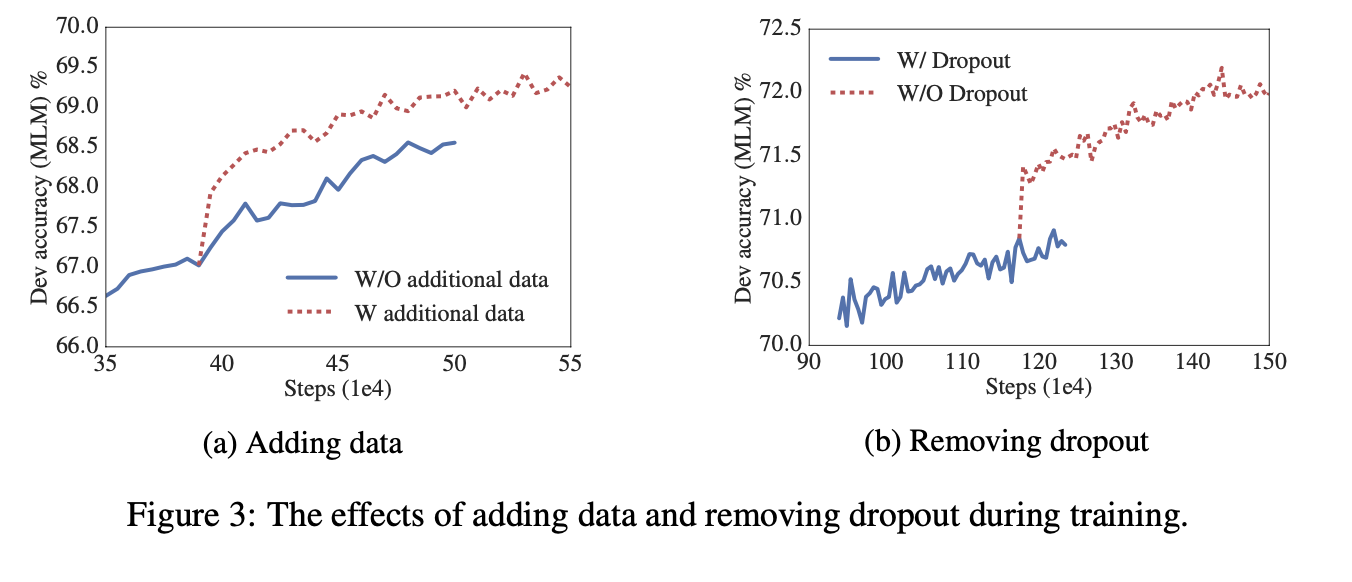 70.0
69.5
69.0
68.5
68.0
67.5
67.0
66.5
66.0
Dev accuracy (MLM) %
W/O additional data
W additional data
35 40 45 50 55
Steps (1e4)
(a) Adding data
72.5
72.0
71.5
71.0
70.5
70.0
Dev accuracy (MLM) %
W/ Dropout
W/O Dropout
90 100 110 120 130 140 150
Steps (1e4)
(b) Removing dropout
Figure 3: The effects of adding data and removing dropout during training.